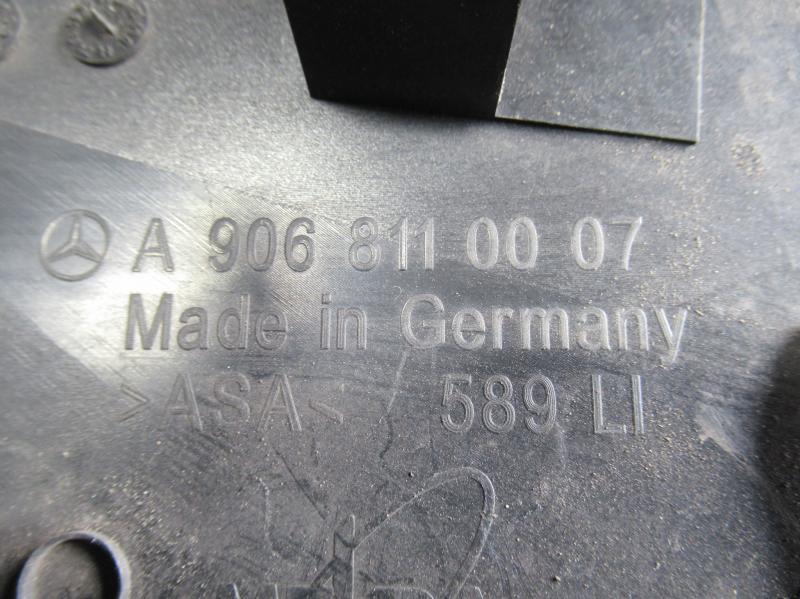 A 906 811 00 07
Made in Germany
>ASA< 589 LI